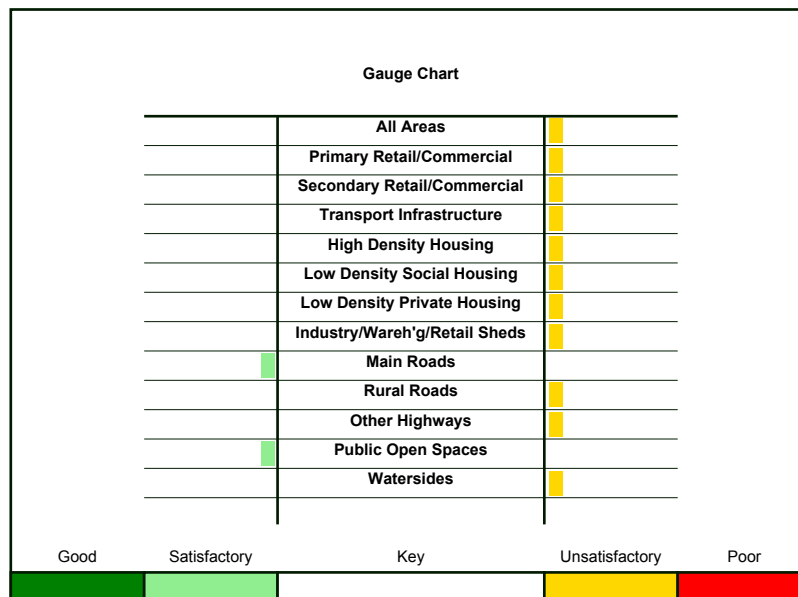 Gauge Chart
All Areas
Primary Retail/Commercial
Secondary Retail/Commercial
Transport Infrastructure
High Density Housing
Low Density Social Housing
Low Density Private Housing
Industry/Wareh'g/Retail Sheds
Main Roads
Rural Roads
Other Highways
Public Open Spaces
Watersides
Good Satisfactory Key Unsatisfactory Poor